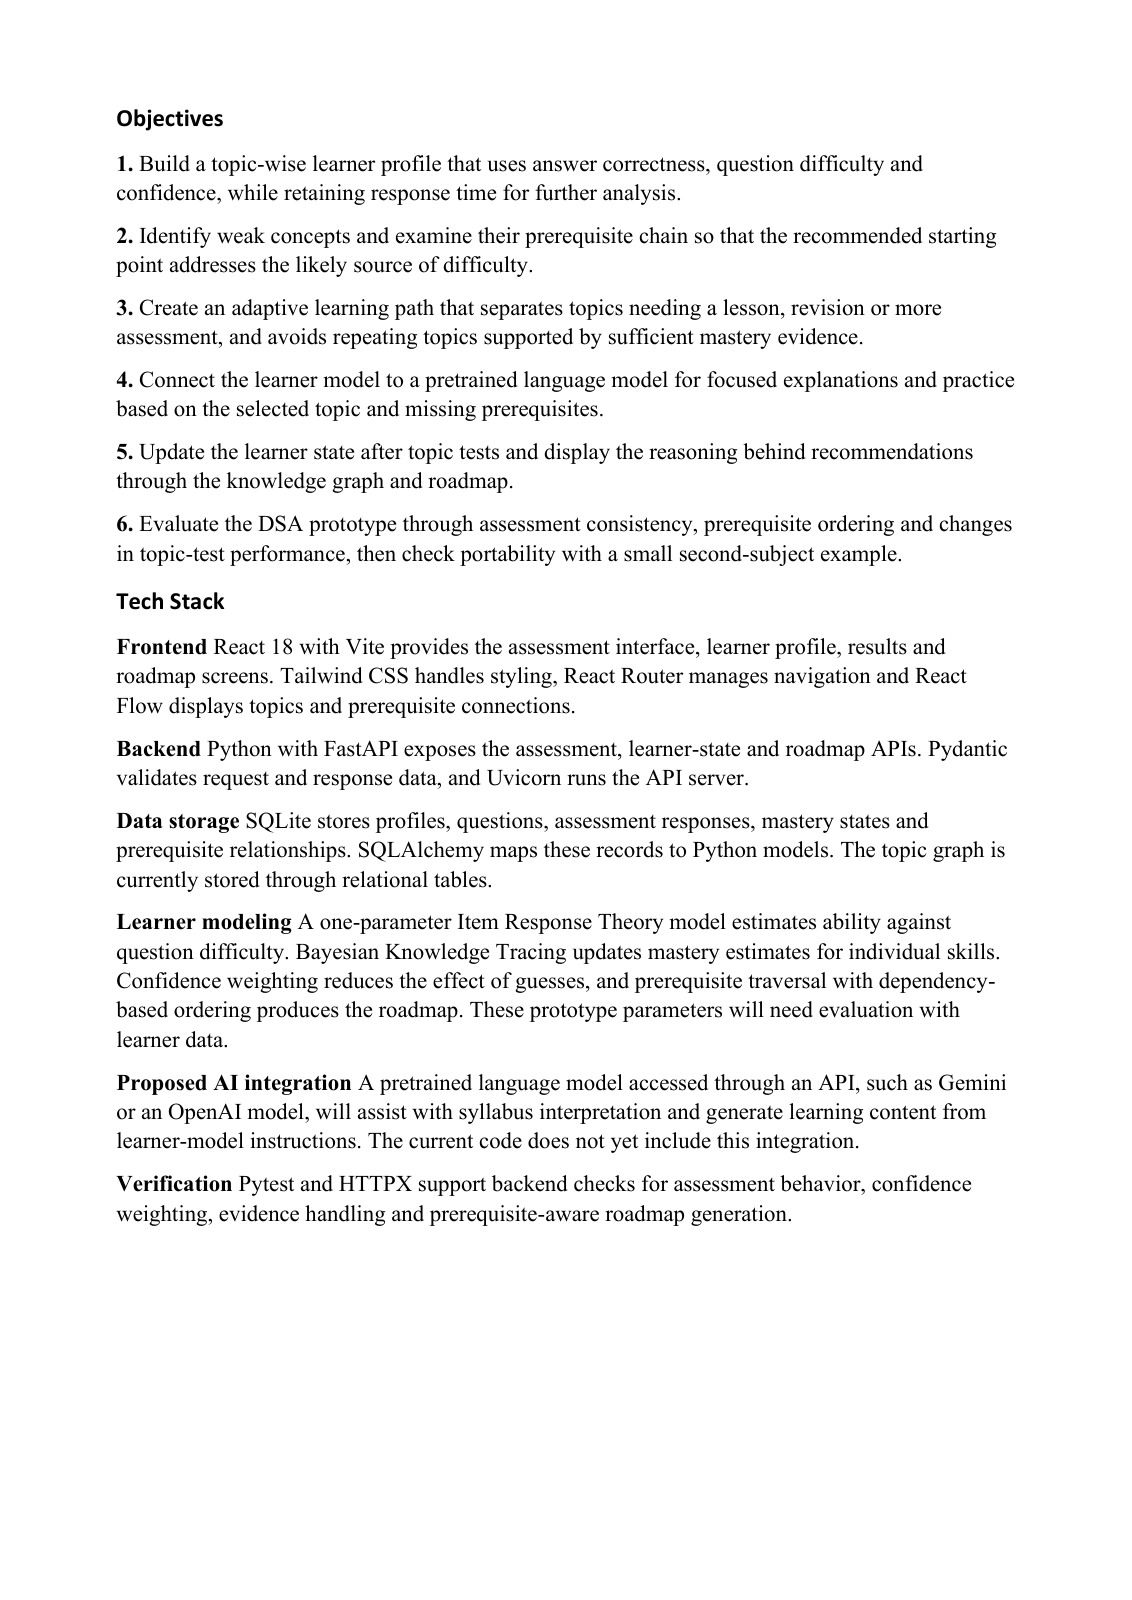 Objectives
1. Build a topic-wise learner profile that uses answer correctness, question difficulty and
confidence, while retaining response time for further analysis.
2. Identify weak concepts and examine their prerequisite chain so that the recommended starting
point addresses the likely source of difficulty.
3. Create an adaptive learning path that separates topics needing a lesson, revision or more
assessment, and avoids repeating topics supported by sufficient mastery evidence.
4. Connect the learner model to a pretrained language model for focused explanations and practice
based on the selected topic and missing prerequisites.
5. Update the learner state after topic tests and display the reasoning behind recommendations
through the knowledge graph and roadmap.
6. Evaluate the DSA prototype through assessment consistency, prerequisite ordering and changes
in topic-test performance, then check portability with a small second-subject example.
Tech Stack
Frontend React 18 with Vite provides the assessment interface, learner profile, results and
roadmap screens. Tailwind CSS handles styling, React Router manages navigation and React
Flow displays topics and prerequisite connections.
Backend Python with FastAPI exposes the assessment, learner-state and roadmap APIs. Pydantic
validates request and response data, and Uvicorn runs the API server.
Data storage SQLite stores profiles, questions, assessment responses, mastery states and
prerequisite relationships. SQLAlchemy maps these records to Python models. The topic graph is
currently stored through relational tables.
Learner modeling A one-parameter Item Response Theory model estimates ability against
question difficulty. Bayesian Knowledge Tracing updates mastery estimates for individual skills.
Confidence weighting reduces the effect of guesses, and prerequisite traversal with dependency-
based ordering produces the roadmap. These prototype parameters will need evaluation with
learner data.
Proposed AI integration A pretrained language model accessed through an API, such as Gemini
or an OpenAI model, will assist with syllabus interpretation and generate learning content from
learner-model instructions. The current code does not yet include this integration.
Verification Pytest and HTTPX support backend checks for assessment behavior, confidence
weighting, evidence handling and prerequisite-aware roadmap generation.